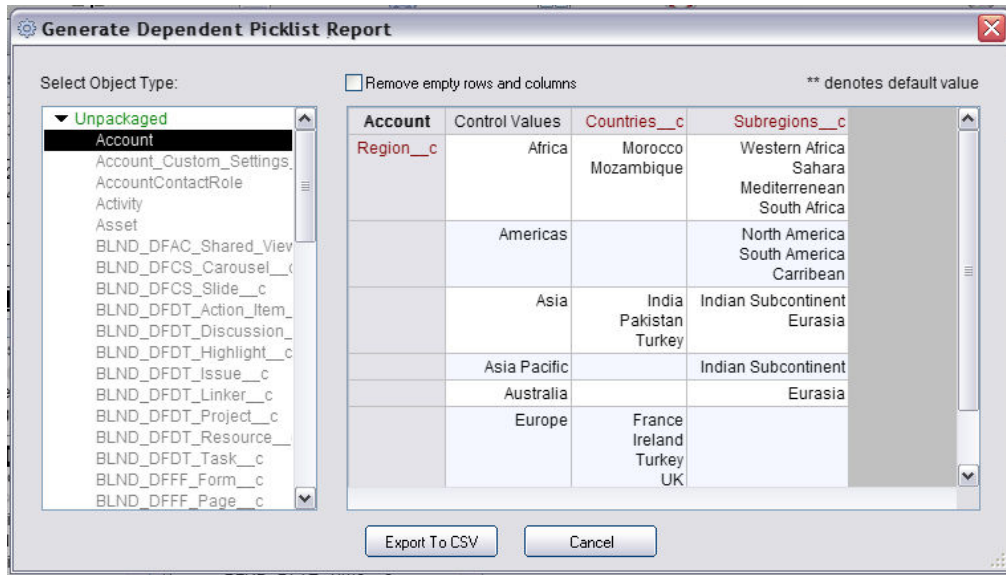 Generate Dependent Picklist Report
Select Object Type:
Remove empty rows and columns
** denotes default value
Unpackaged
Account
Account_Custom_Settings_
AccountContactRole
Activity
Asset
BLND_DFAC_Shared_View
BLND_DFCS_Carousel__c
BLND_DFCS_Slide__c
BLND_DFDT_Action_Item_
BLND_DFDT_Discussion_
BLND_DFDT_Highlight__c
BLND_DFDT_Issue__c
BLND_DFDT_Linker__c
BLND_DFDT_Project__c
BLND_DFDT_Resource__
BLND_DFDT_Task__c
BLND_DFFF_Form__c
BLND_DFFF_Page__c
Account Control Values Countries__c Subregions__c
Region__c Africa Morocco Western Africa
Mozambique Sahara
Mediterrenean
South Africa
Americas North America
South America
Carribean
Asia India Indian Subcontinent
Pakistan Eurasia
Turkey
Asia Pacific Indian Subcontinent
Australia Eurasia
Europe France
Ireland
Turkey
UK
Export To CSV Cancel